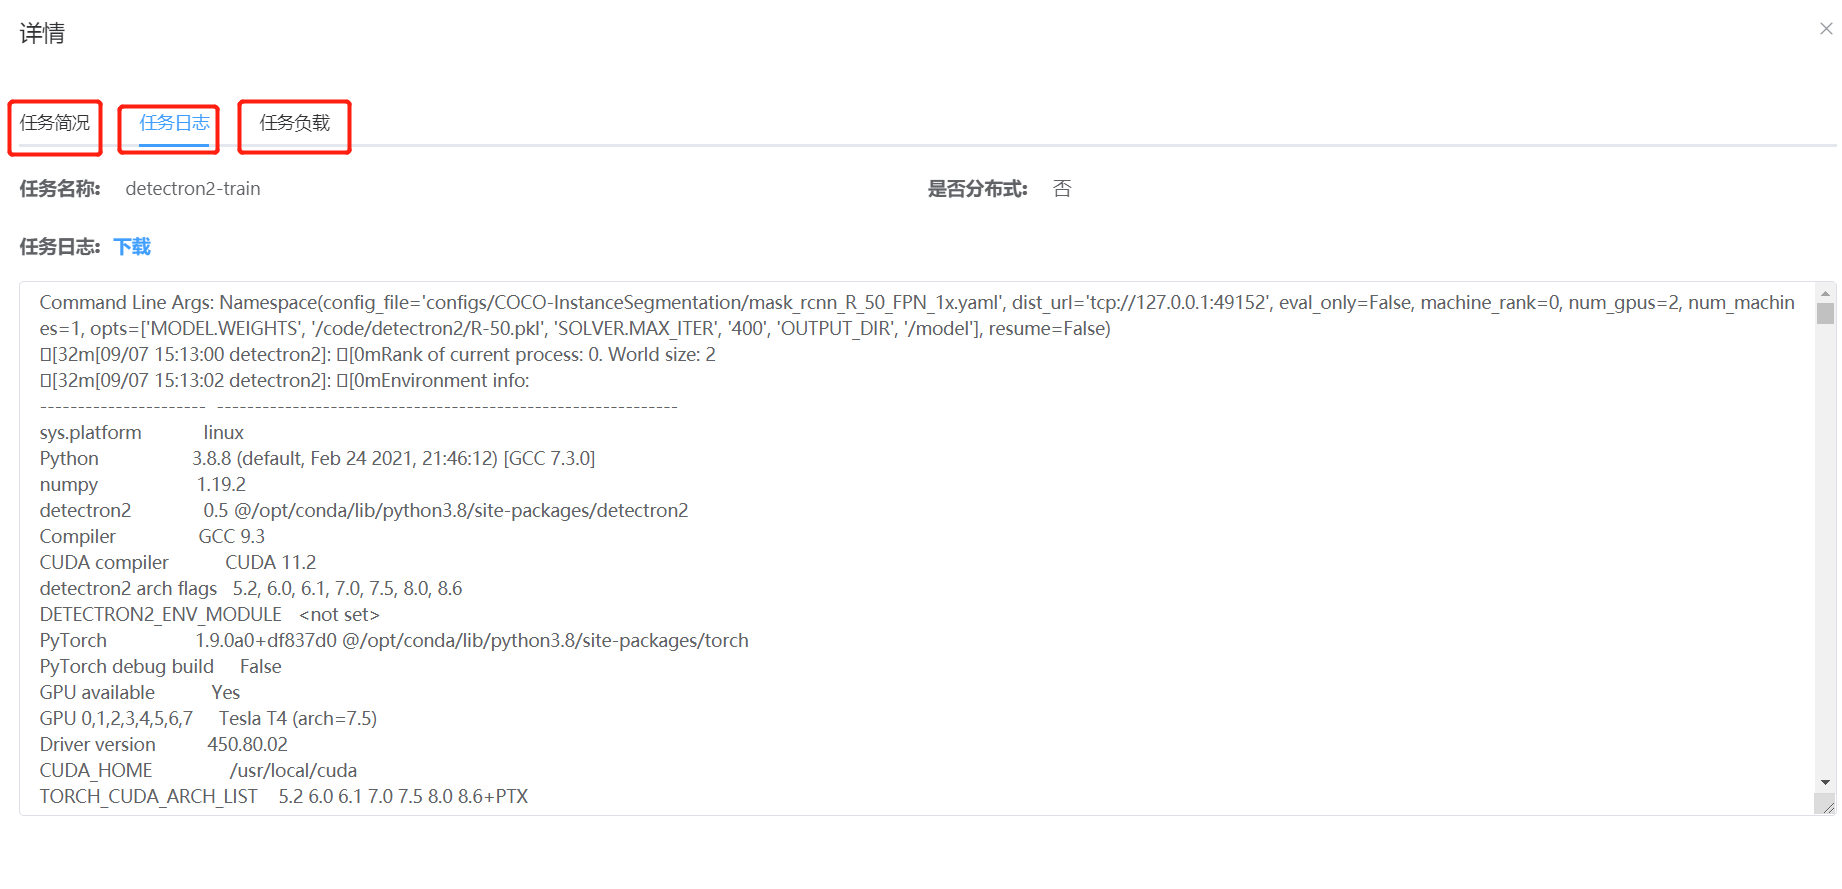 详情
任务简况 任务日志 任务负载
任务名称: detectron2-train 是否分布式: 否
任务日志: 下载
Command Line Args: Namespace(config_file='configs/COCO-InstanceSegmentation/mask_rcnn_R_50_FPN_1x.yaml', dist_url='tcp://127.0.0.1:49152', eval_only=False, machine_rank=0, num_gpus=2, num_machin
es=1, opts=['MODEL.WEIGHTS', '/code/detectron2/R-50.pkl', 'SOLVER.MAX_ITER', '400', 'OUTPUT_DIR', '/model'], resume=False)
▯[32m[09/07 15:13:00 detectron2]: ▯[0mRank of current process: 0. World size: 2
▯[32m[09/07 15:13:02 detectron2]: ▯[0mEnvironment info:
---------------------- -------------------------------------------------------------
sys.platform linux
Python 3.8.8 (default, Feb 24 2021, 21:46:12) [GCC 7.3.0]
numpy 1.19.2
detectron2 0.5 @/opt/conda/lib/python3.8/site-packages/detectron2
Compiler GCC 9.3
CUDA compiler CUDA 11.2
detectron2 arch flags 5.2, 6.0, 6.1, 7.0, 7.5, 8.0, 8.6
DETECTRON2_ENV_MODULE <not set>
PyTorch 1.9.0a0+df837d0 @/opt/conda/lib/python3.8/site-packages/torch
PyTorch debug build False
GPU available Yes
GPU 0,1,2,3,4,5,6,7 Tesla T4 (arch=7.5)
Driver version 450.80.02
CUDA_HOME /usr/local/cuda
TORCH_CUDA_ARCH_LIST 5.2 6.0 6.1 7.0 7.5 8.0 8.6+PTX